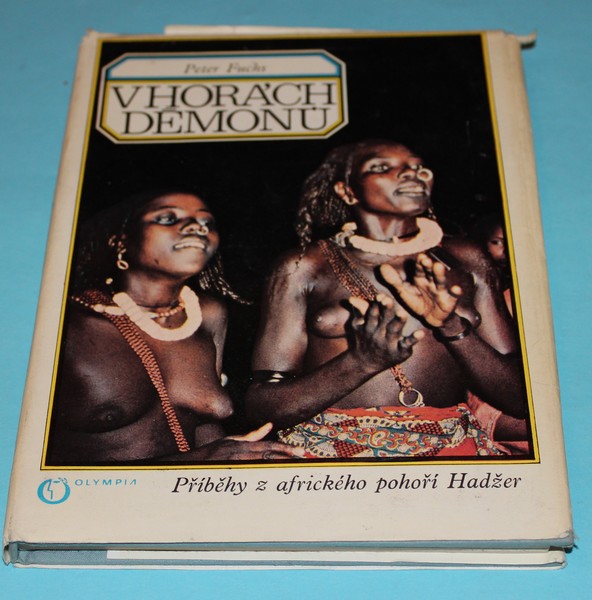 Peter Fuchs
V HORÁCH
DÉMONŮ
OLYMPIA
Příběhy z afrického pohoří Hadžer